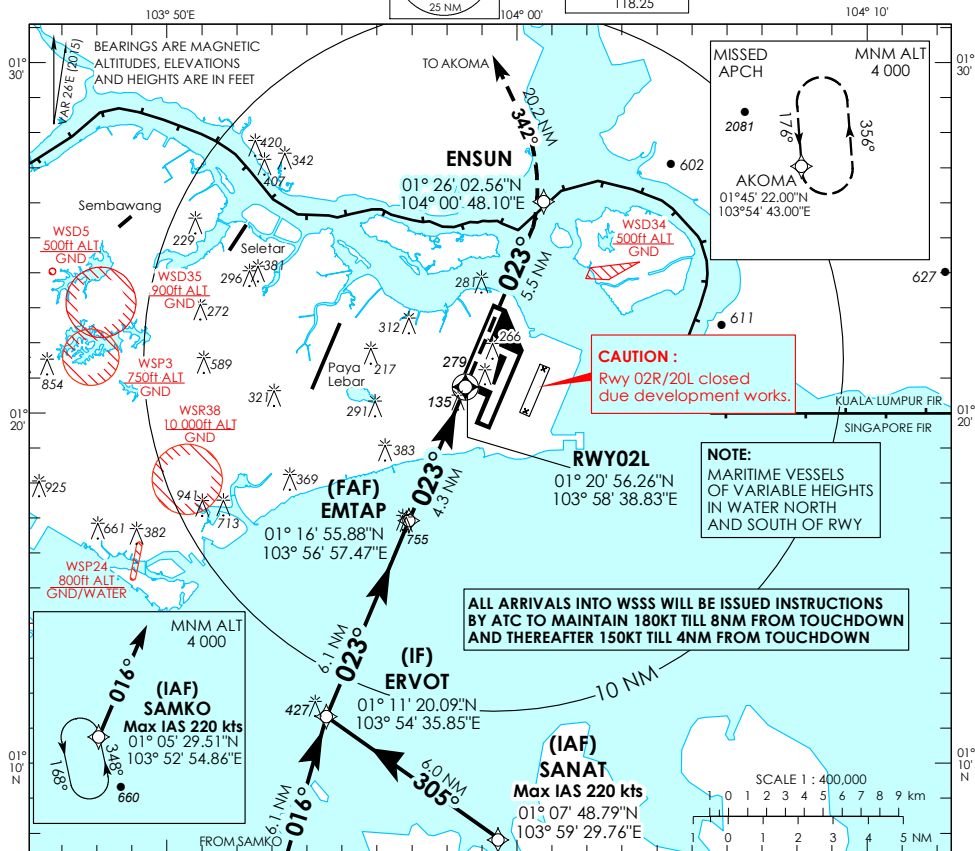 25 NM
118.25
103° 50'E
104° 00'
104° 10'
01°
30'
BEARINGS ARE MAGNETIC
ALTITUDES, ELEVATIONS
AND HEIGHTS ARE IN FEET
VAR 26'E (2015)
TO AKOMA
20.2 NM
342°
MISSED
APCH
MNM ALT
4 000
2081
176°
356°
AKOMA
01°45' 22.00"N
103°54' 43.00"E
01°
30'
420
342
407
ENSUN
01° 26' 02.56"N
104° 00' 48.10"E
602
Sembawang
229
Seletar
WSD5
500ft ALT
GND
WSD34
500ft ALT
GND
023°
5.5 NM
381
296
281
627
WSD35
900ft ALT
GND
272
312
611
266
WSP3
750ft ALT
GND
854
589
217
279
Paya
Lebar
CAUTION :
Rwy 02R/20L closed
due development works.
321
291
135
KUALA LUMPUR FIR
SINGAPORE FIR
01°
20'
01°
20'
WSR38
10 000ft ALT
GND
383
RWY02L
01° 20' 56.26"N
103° 58' 38.83"E
NOTE:
MARITIME VESSELS
OF VARIABLE HEIGHTS
IN WATER NORTH
AND SOUTH OF RWY
925
941
369
713
023°
4.3 NM
(FAF)
EMTAP
01° 16' 55.88"N
103° 56' 57.47"E
755
661
382
WSP24
800ft ALT
GND/WATER
ALL ARRIVALS INTO WSSS WILL BE ISSUED INSTRUCTIONS
BY ATC TO MAINTAIN 180KT TILL 8NM FROM TOUCHDOWN
AND THEREAFTER 150KT TILL 4NM FROM TOUCHDOWN
MNM ALT
4 000
016°
(IAF)
SAMKO
Max IAS 220 kts
01° 05' 29.51"N
103° 52' 54.86"E
168°
348°
660
6.1 NM
023°
(IF)
ERVOT
01° 11' 20.09"N
103° 54' 35.85"E
427
10 NM
(IAF)
SANAT
Max IAS 220 kts
01° 07' 48.79"N
103° 59' 29.76"E
6.0 NM
305°
6.1 NM
016°
FROM SAMKO
01°
10'
N
01°
10'
N
SCALE 1 : 400,000
1 0 1 2 3 4 5 6 7 8 9 km
1 0 1 2 3 4 5 NM